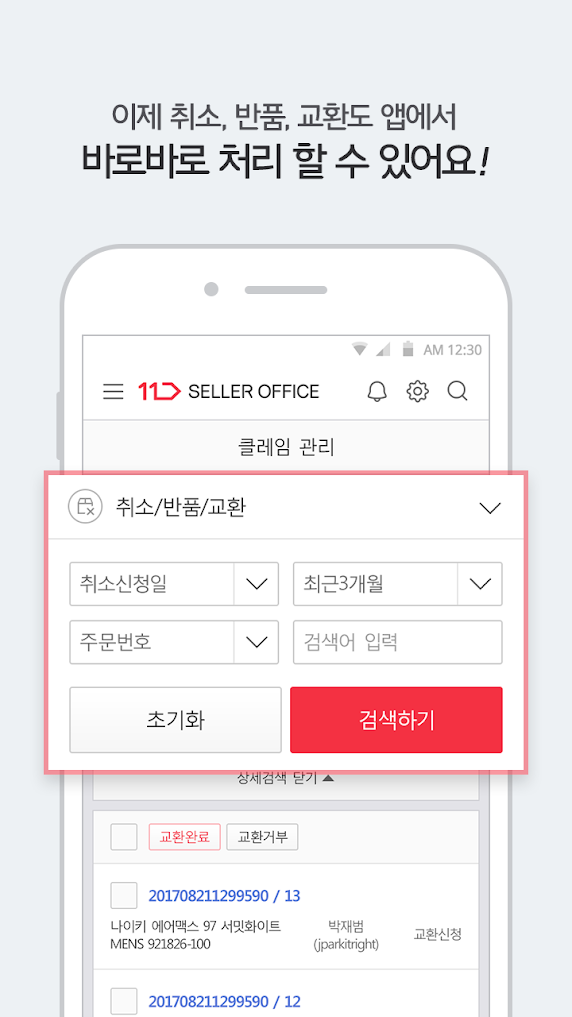 이제 취소, 반품, 교환도 앱에서
바로바로 처리 할 수 있어요!
AM 12:30
11 SELLER OFFICE
클레임 관리
취소/반품/교환
취소신청일 최근3개월
주문번호 검색어 입력
초기화 검색하기
상세검색 닫기
교환완료 교환거부
201708211299590 / 13
나이키 에어맥스 97 서밋화이트 박재범
MENS 921826-100 (jparkitright) 교환신청
201708211299590 / 12